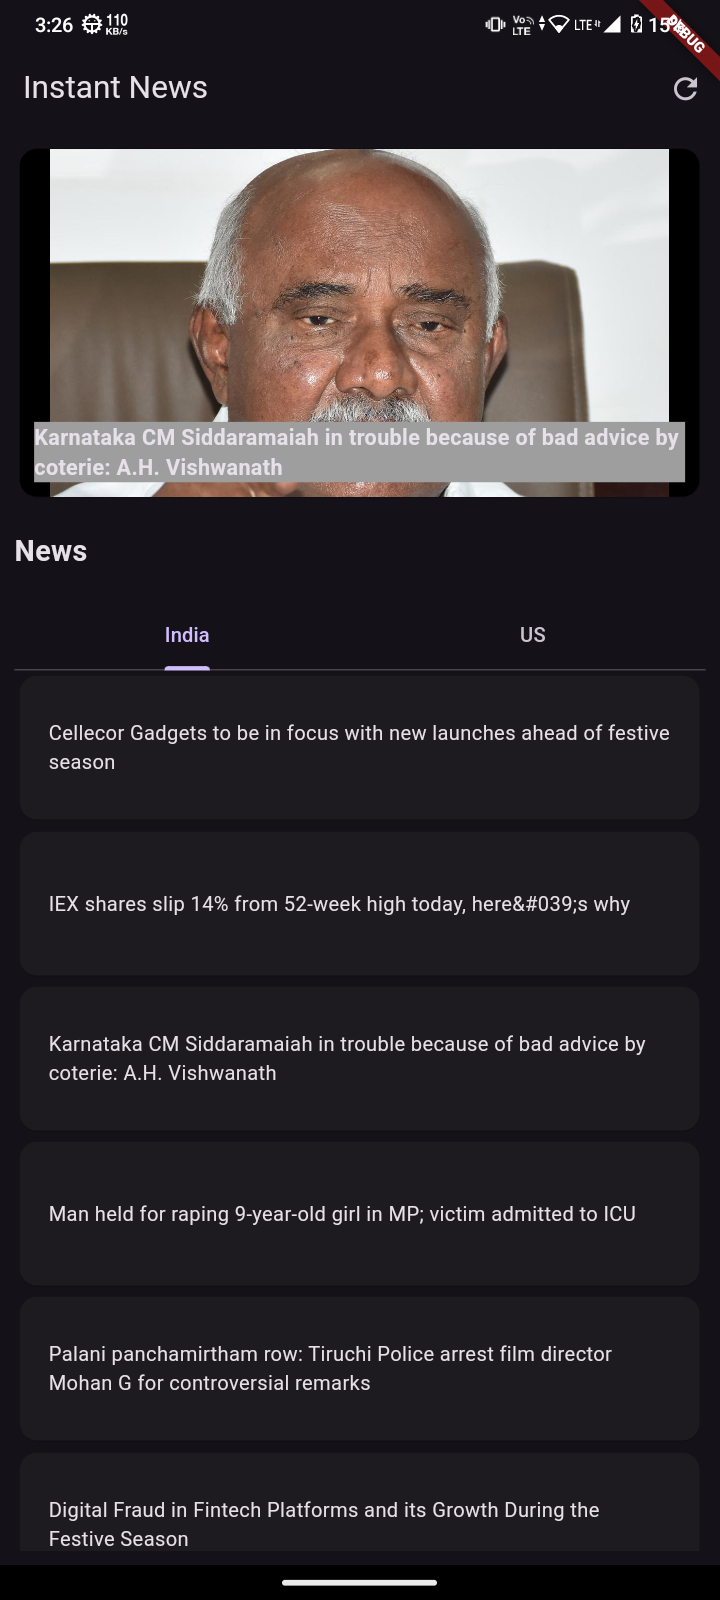 3:26 110 KB/s Vo LTE LTE 15
DEBUG
Instant News
Karnataka CM Siddaramaiah in trouble because of bad advice by
coterie: A.H. Vishwanath
News
India US
Cellecor Gadgets to be in focus with new launches ahead of festive
season
IEX shares slip 14% from 52-week high today, here&#039;s why
Karnataka CM Siddaramaiah in trouble because of bad advice by
coterie: A.H. Vishwanath
Man held for raping 9-year-old girl in MP; victim admitted to ICU
Palani panchamirtham row: Tiruchi Police arrest film director
Mohan G for controversial remarks
Digital Fraud in Fintech Platforms and its Growth During the
Festive Season